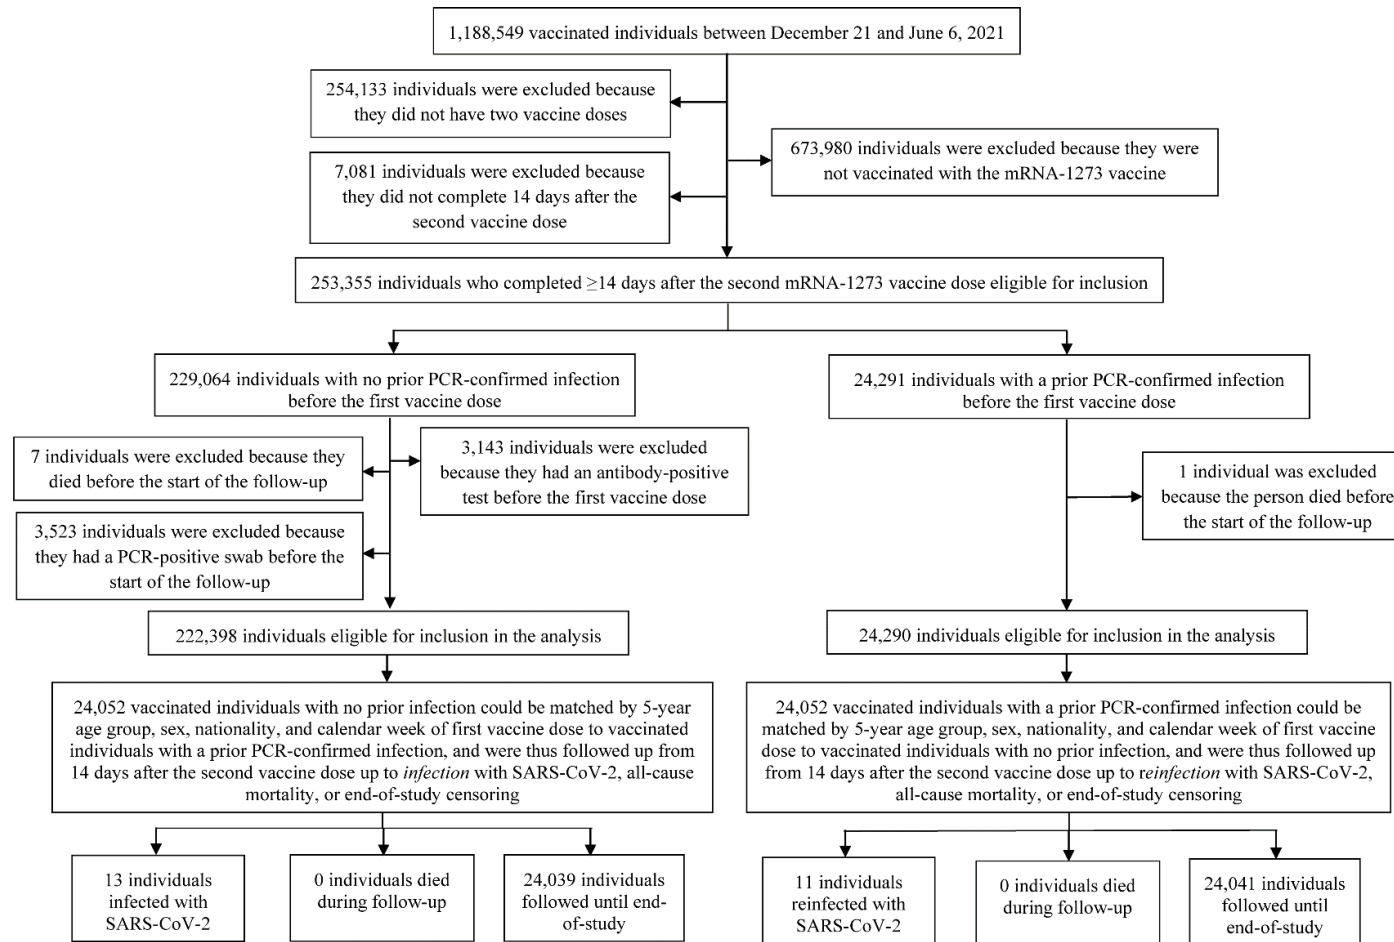 1,188,549 vaccinated individuals between December 21 and June 6, 2021
254,133 individuals were excluded because
they did not have two vaccine doses
673,980 individuals were excluded because they were
not vaccinated with the mRNA-1273 vaccine
7,081 individuals were excluded because
they did not complete 14 days after the
second vaccine dose
253,355 individuals who completed ≥14 days after the second mRNA-1273 vaccine dose eligible for inclusion
229,064 individuals with no prior PCR-confirmed infection
before the first vaccine dose
24,291 individuals with a prior PCR-confirmed infection
before the first vaccine dose
7 individuals were excluded because they
died before the start of the follow-up
3,143 individuals were excluded
because they had an antibody-positive
test before the first vaccine dose
1 individual was excluded
because the person died before
the start of the follow-up
3,523 individuals were excluded because
they had a PCR-positive swab before the
start of the follow-up
222,398 individuals eligible for inclusion in the analysis
24,290 individuals eligible for inclusion in the analysis
24,052 vaccinated individuals with no prior infection could be matched by 5-year
age group, sex, nationality, and calendar week of first vaccine dose to vaccinated
individuals with a prior PCR-confirmed infection, and were thus followed up from
14 days after the second vaccine dose up to infection with SARS-CoV-2, all-cause
mortality, or end-of-study censoring
24,052 vaccinated individuals with a prior PCR-confirmed infection could be
matched by 5-year age group, sex, nationality, and calendar week of first vaccine
dose to vaccinated individuals with no prior infection, and were thus followed up
from 14 days after the second vaccine dose up to reinfection with SARS-CoV-2,
all-cause mortality, or end-of-study censoring
13 individuals
infected with
SARS-CoV-2
0 individuals died
during follow-up
24,039 individuals
followed until end-
of-study
11 individuals
reinfected with
SARS-CoV-2
0 individuals died
during follow-up
24,041 individuals
followed until
end-of-study